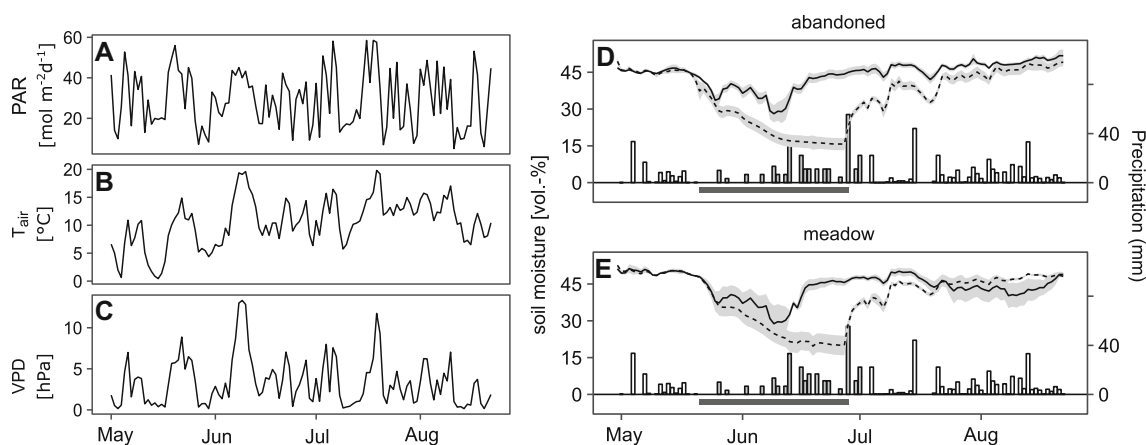 A
PAR
[mol m⁻²d⁻¹]
60
40
20
B
T_air
[°C]
20
15
10
5
0
C
VPD
[hPa]
10
5
0
May
Jun
Jul
Aug
abandoned
D
45
30
15
0
40
0
soil moisture [vol.-%]
Precipitation (mm)
meadow
E
45
30
15
0
40
0
May
Jun
Jul
Aug